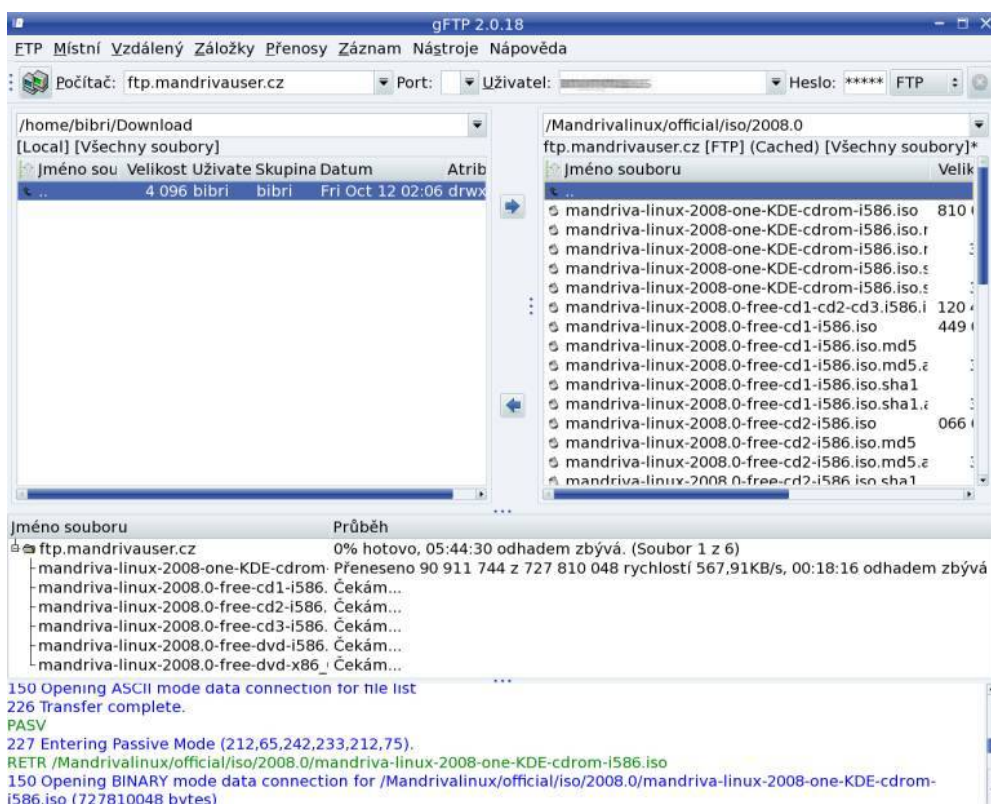 gFTP 2.0.18
FTP Místní Vzdálený Záložky Přenosy Záznam Nástroje Nápověda
Počítač: ftp.mandrivauser.cz Port: Uživatel: Heslo: ***** FTP
/home/bibri/Download
[Local] [Všechny soubory]
Jméno sou Velikost Uživate Skupina Datum Atrib
.. 4 096 bibri bibri Fri Oct 12 02:06 drwx
/Mandrivalinux/official/iso/2008.0
ftp.mandrivauser.cz [FTP] (Cached) [Všechny soubory]*
Jméno souboru Velik
..
mandriva-linux-2008-one-KDE-cdrom-i586.iso 810
mandriva-linux-2008-one-KDE-cdrom-i586.iso.
mandriva-linux-2008-one-KDE-cdrom-i586.iso.
mandriva-linux-2008-one-KDE-cdrom-i586.iso.s
mandriva-linux-2008-one-KDE-cdrom-i586.iso.s
mandriva-linux-2008.0-free-cd1-cd2-cd3.i586.i 120
mandriva-linux-2008.0-free-cd1-i586.iso 449
mandriva-linux-2008.0-free-cd1-i586.iso.md5
mandriva-linux-2008.0-free-cd1-i586.iso.md5.a
mandriva-linux-2008.0-free-cd1-i586.iso.sha1
mandriva-linux-2008.0-free-cd1-i586.iso.sha1.a
mandriva-linux-2008.0-free-cd2-i586.iso 066
mandriva-linux-2008.0-free-cd2-i586.iso.md5
mandriva-linux-2008.0-free-cd2-i586.iso.md5.a
mandriva-linux-2008.0-free-cd2-i586.iso.sha1
Jméno souboru Průběh
ftp.mandrivauser.cz 0% hotovo, 05:44:30 odhadem zbývá. (Soubor 1 z 6)
mandriva-linux-2008-one-KDE-cdrom- Přeneseno 90 911 744 z 727 810 048 rychlostí 567,91KB/s, 00:18:16 odhadem zbývá
mandriva-linux-2008.0-free-cd1-i586. Čekám...
mandriva-linux-2008.0-free-cd2-i586. Čekám...
mandriva-linux-2008.0-free-cd3-i586. Čekám...
mandriva-linux-2008.0-free-dvd-i586. Čekám...
mandriva-linux-2008.0-free-dvd-x86_ Čekám...
150 Opening ASCII mode data connection for file list
226 Transfer complete.
PASV
227 Entering Passive Mode (212,65,242,233,212,75).
RETR /Mandrivalinux/official/iso/2008.0/mandriva-linux-2008-one-KDE-cdrom-i586.iso
150 Opening BINARY mode data connection for /Mandrivalinux/official/iso/2008.0/mandriva-linux-2008-one-KDE-cdrom-
i586.iso (727810048 bytes)